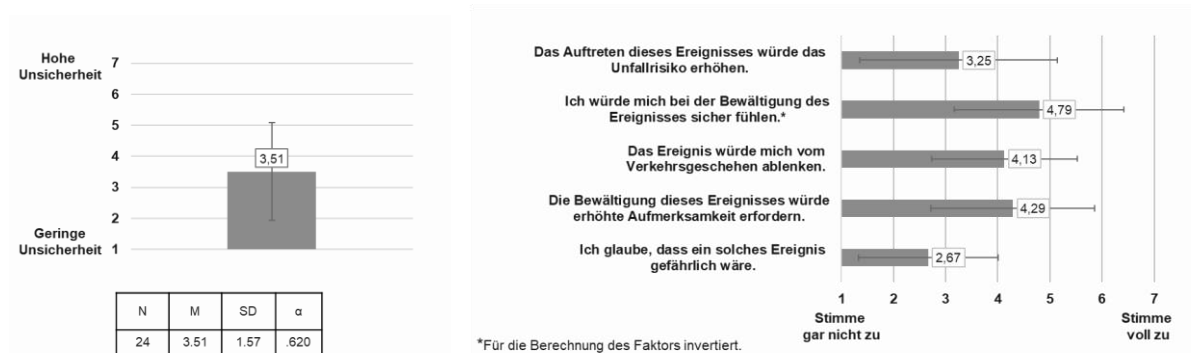 Hohe
Unsicherheit
7
6
5
4
3
2
1
3,51
Geringe
Unsicherheit
N M SD α
24 3.51 1.57 .620
Das Auftreten dieses Ereignisses würde das
Unfallrisiko erhöhen.
3,25
Ich würde mich bei der Bewältigung des
Ereignisses sicher fühlen.*
4,79
Das Ereignis würde mich vom
Verkehrsgeschehen ablenken.
4,13
Die Bewältigung dieses Ereignisses würde
erhöhte Aufmerksamkeit erfordern.
4,29
Ich glaube, dass ein solches Ereignis
gefährlich wäre.
2,67
1 2 3 4 5 6 7
Stimme
gar nicht zu
Stimme
voll zu
*Für die Berechnung des Faktors invertiert.